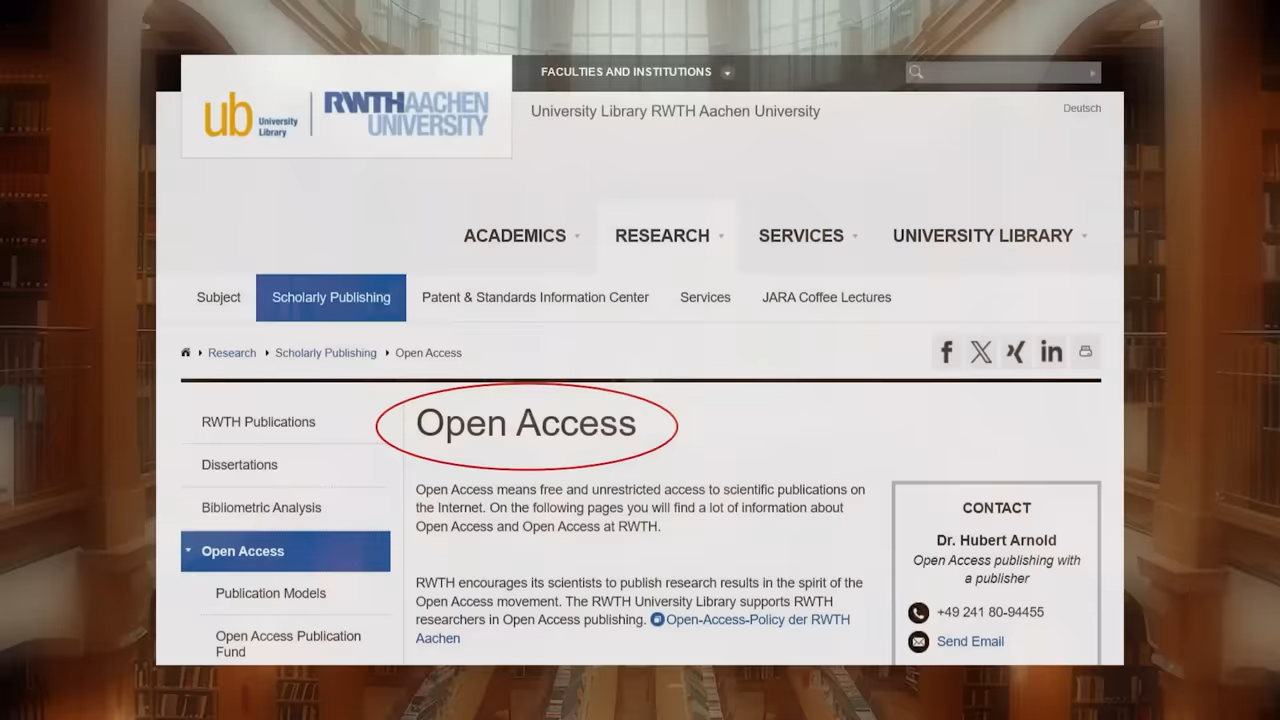 FACULTIES AND INSTITUTIONS
ub University Library
RWTHAACHEN UNIVERSITY
University Library RWTH Aachen University
Deutsch
ACADEMICS
RESEARCH
SERVICES
UNIVERSITY LIBRARY
Subject
Scholarly Publishing
Patent & Standards Information Center
Services
JARA Coffee Lectures
Research
Scholarly Publishing
Open Access
RWTH Publications
Dissertations
Bibliometric Analysis
Open Access
Publication Models
Open Access Publication
Fund
Open Access
Open Access means free and unrestricted access to scientific publications on
the Internet. On the following pages you will find a lot of information about
Open Access and Open Access at RWTH.
RWTH encourages its scientists to publish research results in the spirit of the
Open Access movement. The RWTH University Library supports RWTH
researchers in Open Access publishing. Open-Access-Policy der RWTH
Aachen
CONTACT
Dr. Hubert Arnold
Open Access publishing with
a publisher
+49 241 80-94455
Send Email